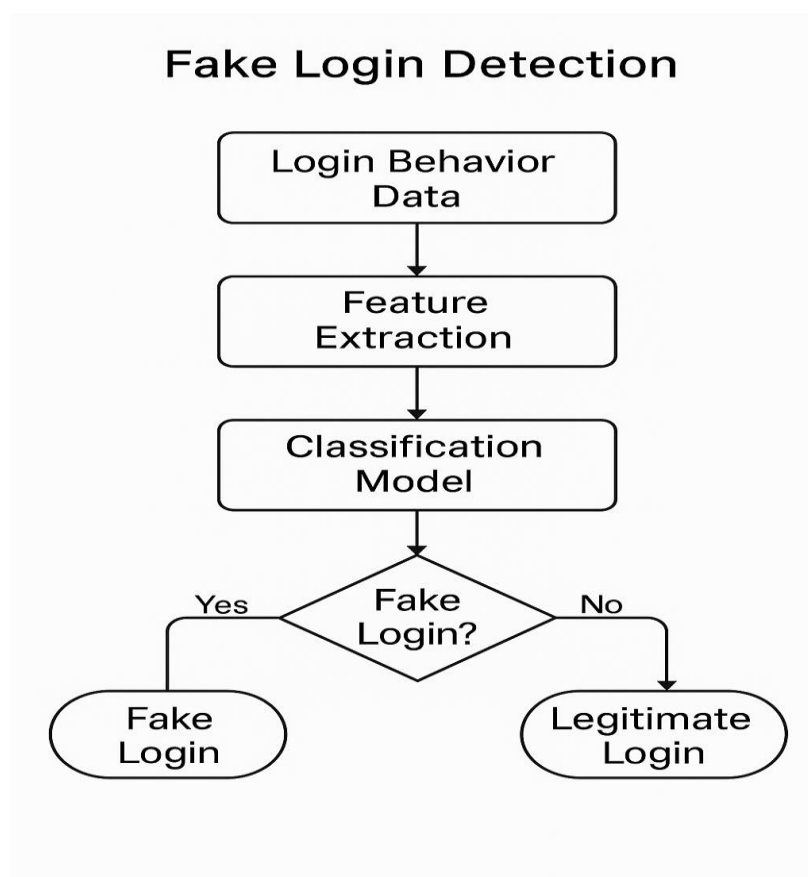 Fake Login Detection
Login Behavior
Data
Feature
Extraction
Classification
Model
Fake
Login?
Yes
No
Fake
Login
Legitimate
Login